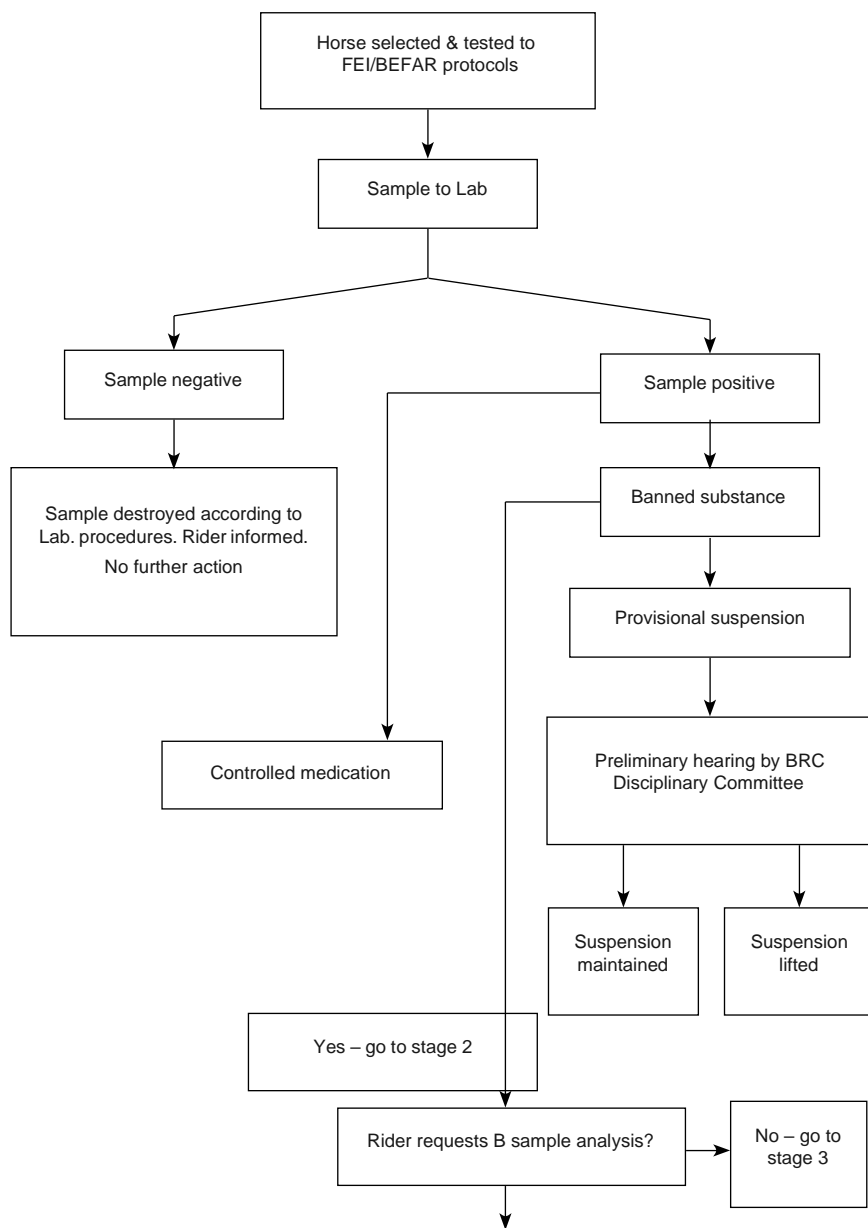 Horse selected & tested to
FEI/BEFAR protocols
Sample to Lab
Sample negative
Sample positive
Sample destroyed according to
Lab. procedures. Rider informed.
No further action
Banned substance
Provisional suspension
Controlled medication
Preliminary hearing by BRC
Disciplinary Committee
Suspension
maintained
Suspension
lifted
Yes – go to stage 2
Rider requests B sample analysis?
No – go to
stage 3